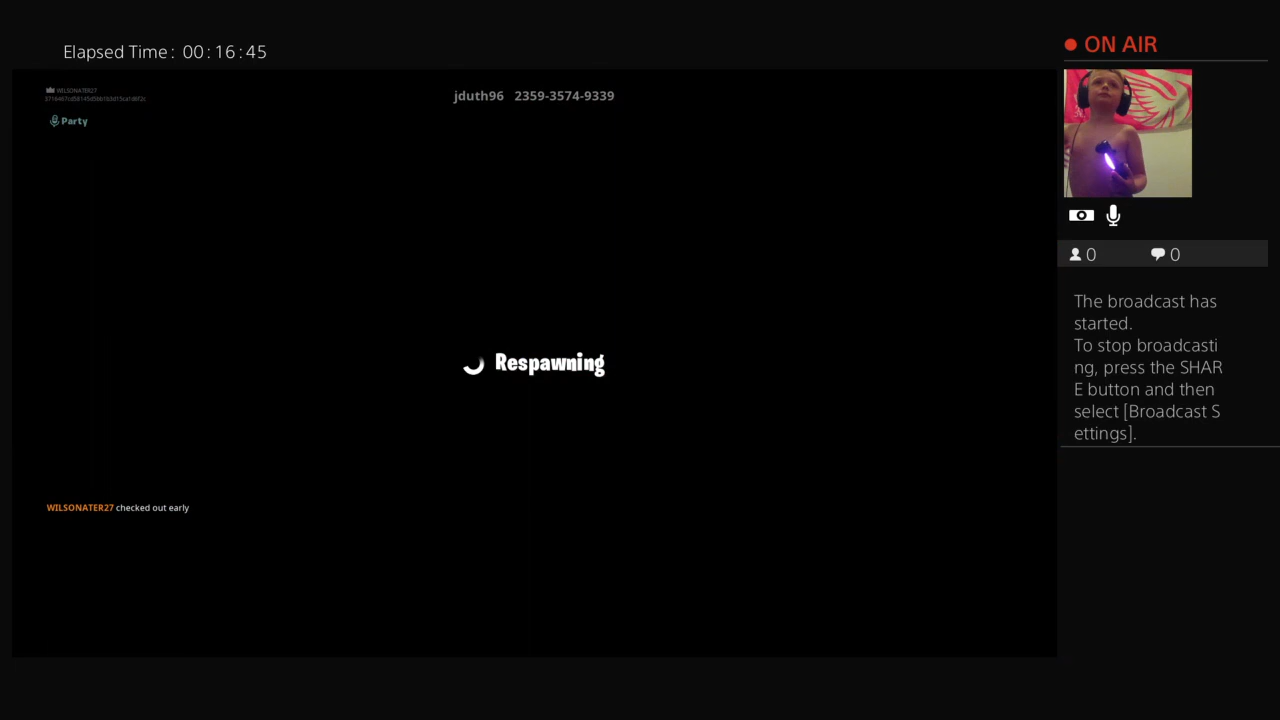 Elapsed Time: 00:16:45
ON AIR
WILSONATER27
jduth96 2359-3574-9339
Party
0 0
The broadcast has
started.
To stop broadcasti
ng, press the SHAR
E button and then
select [Broadcast S
ettings].
Respawning
WILSONATER27 checked out early